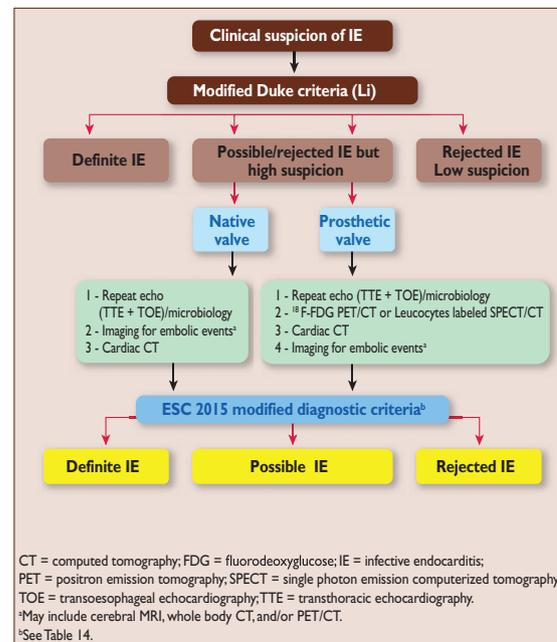 Clinical suspicion of IE
Modified Duke criteria (Li)
Definite IE
Possible/rejected IE but
high suspicion
Rejected IE
Low suspicion
Native
valve
Prosthetic
valve
1 - Repeat echo
(TTE + TOE)/microbiology
2 - Imaging for embolic eventsᵃ
3 - Cardiac CT
1 - Repeat echo (TTE + TOE)/microbiology
2 - ¹⁸ F-FDG PET/CT or Leucocytes labeled SPECT/CT
3 - Cardiac CT
4 - Imaging for embolic eventsᵃ
ESC 2015 modified diagnostic criteriaᵇ
Definite IE
Possible IE
Rejected IE
CT = computed tomography; FDG = fluorodeoxyglucose; IE = infective endocarditis;
PET = positron emission tomography; SPECT = single photon emission computerized tomography
TOE = transoesophageal echocardiography; TTE = transthoracic echocardiography.
ᵃMay include cerebral MRI, whole body CT, and/or PET/CT.
ᵇSee Table 14.